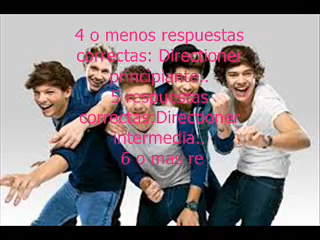 4 o menos respuestas
correctas: Directioner
principiante..
5 respuestas
correctas:Directioner
intermedia..
6 o mas re